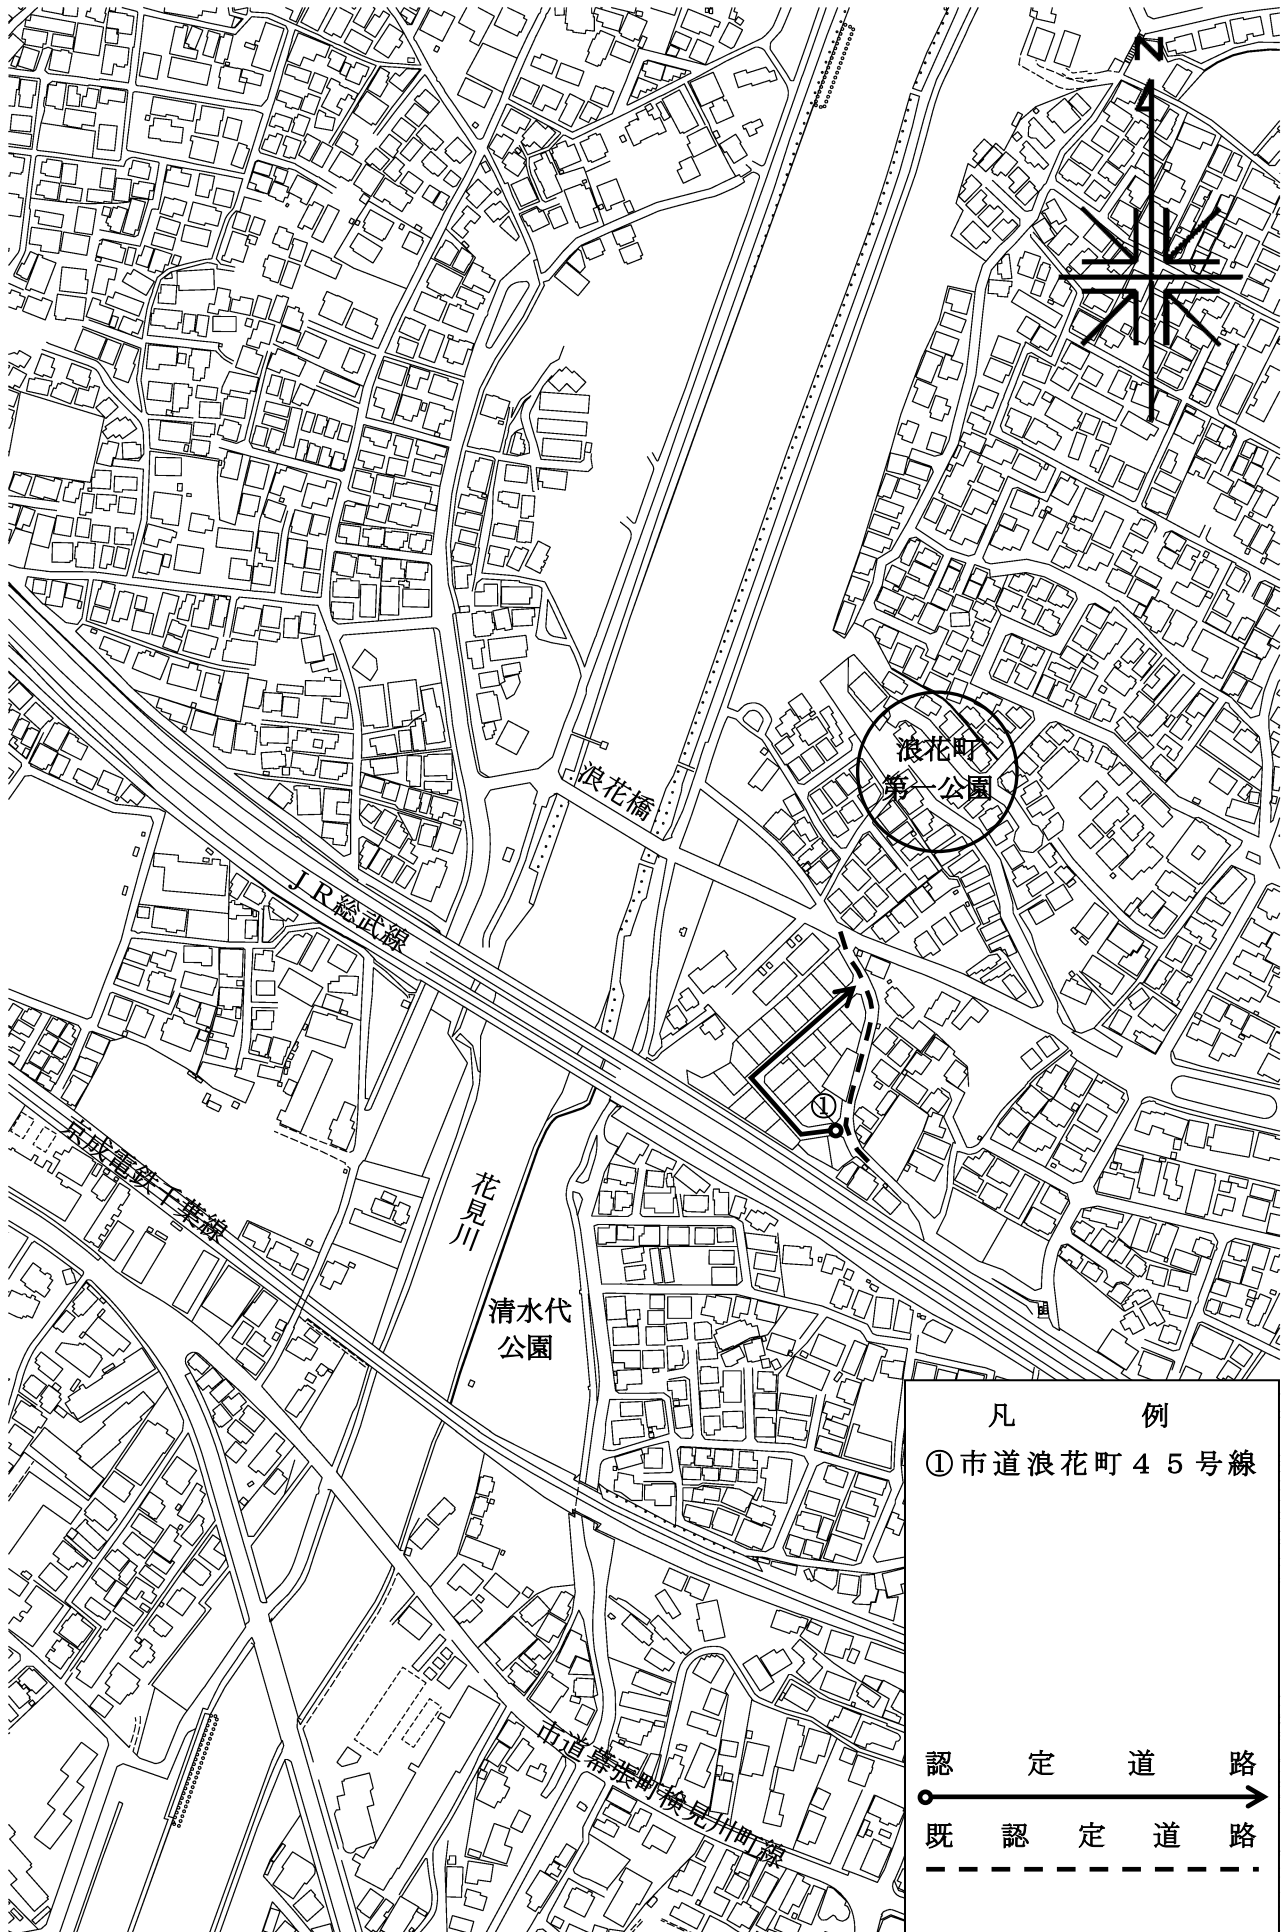 N
浪花町
第一公園
浪花橋
JR総武線
①
京成電鉄千葉線
花見川
清水代
公園
市道幕張町検見川町線
凡例
①市道浪花町45号線
認定道路
既認定道路